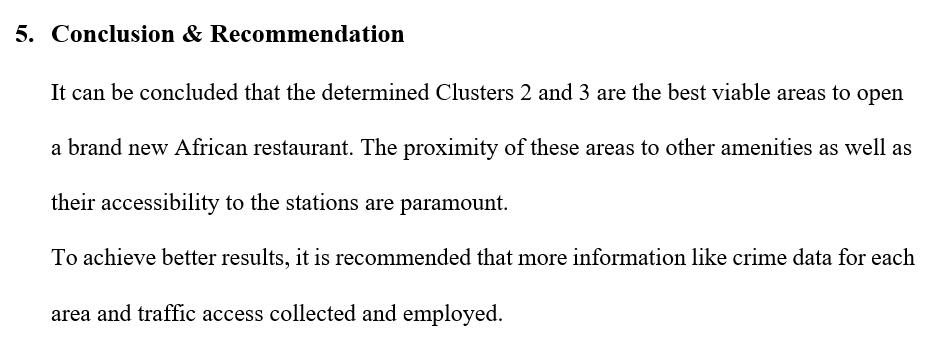 5. Conclusion & Recommendation
It can be concluded that the determined Clusters 2 and 3 are the best viable areas to open
a brand new African restaurant. The proximity of these areas to other amenities as well as
their accessibility to the stations are paramount.
To achieve better results, it is recommended that more information like crime data for each
area and traffic access collected and employed.